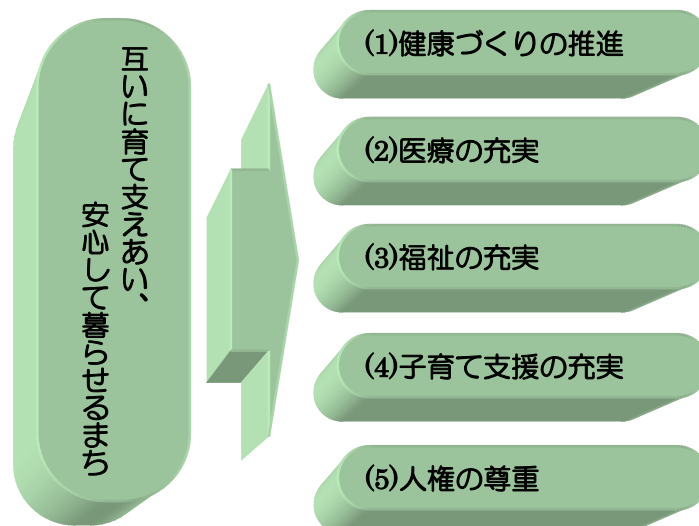 互いに育て支えあい、
安心して暮らせるまち
(1)健康づくりの推進
(2)医療の充実
(3)福祉の充実
(4)子育て支援の充実
(5)人権の尊重